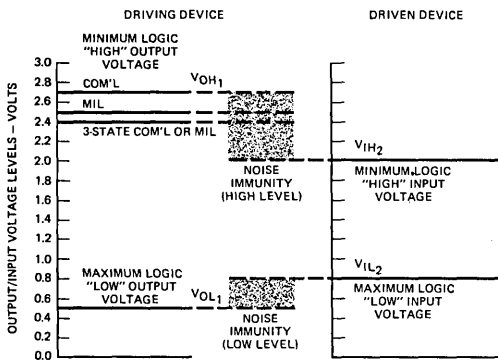 DRIVING DEVICE
DRIVEN DEVICE
OUTPUT/INPUT VOLTAGE LEVELS – VOLTS
3.0
2.8
2.6
2.4
2.2
2.0
1.8
1.6
1.4
1.2
1.0
0.8
0.6
0.4
0.2
0.0
MINIMUM LOGIC
"HIGH" OUTPUT
VOLTAGE
COM'L
VOH1
MIL
3-STATE COM'L OR MIL
NOISE
IMMUNITY
(HIGH LEVEL)
VIH2
MINIMUM LOGIC
"HIGH" INPUT
VOLTAGE
MAXIMUM LOGIC
"LOW" OUTPUT
VOLTAGE
VOL1
NOISE
IMMUNITY
(LOW LEVEL)
VIL2
MAXIMUM LOGIC
"LOW" INPUT
VOLTAGE